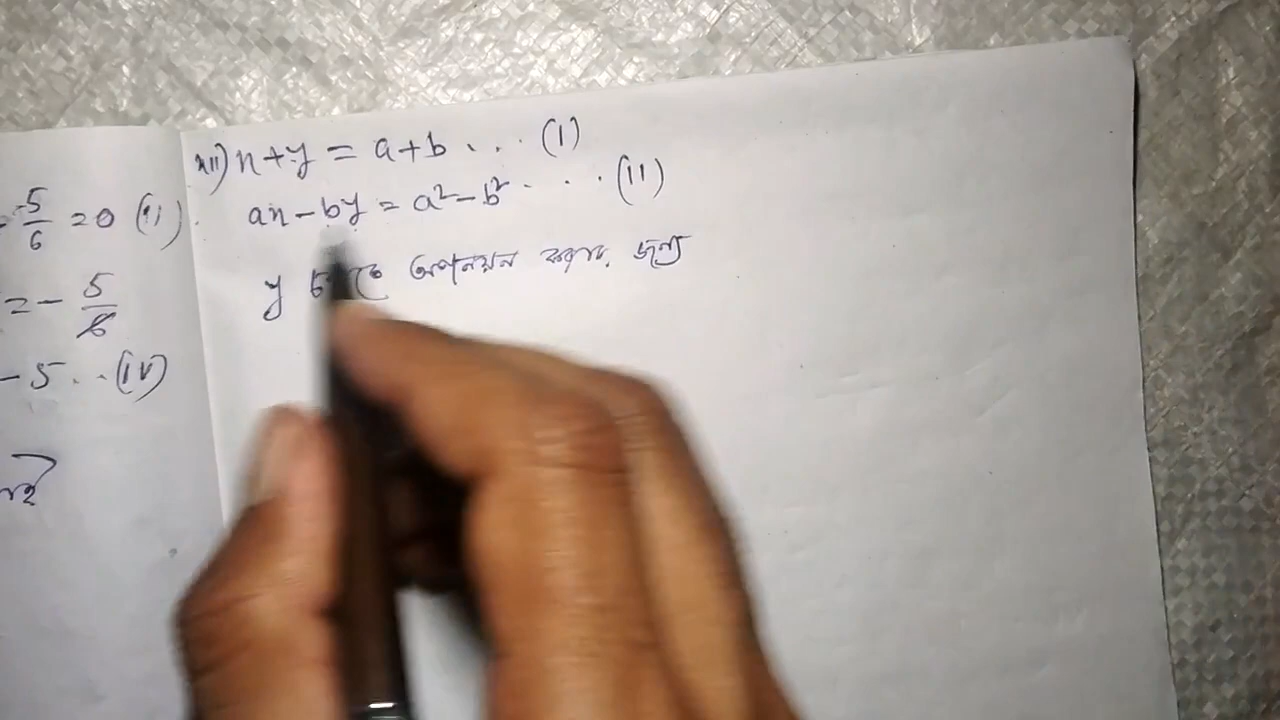 -5/6 = 0 (ii)
= - 5/6
- 5 . . (iv)
xii) x + y = a + b . . . (I)
ax - by = a² - b² . . . (II)
y অপনয়ন করার জন্য